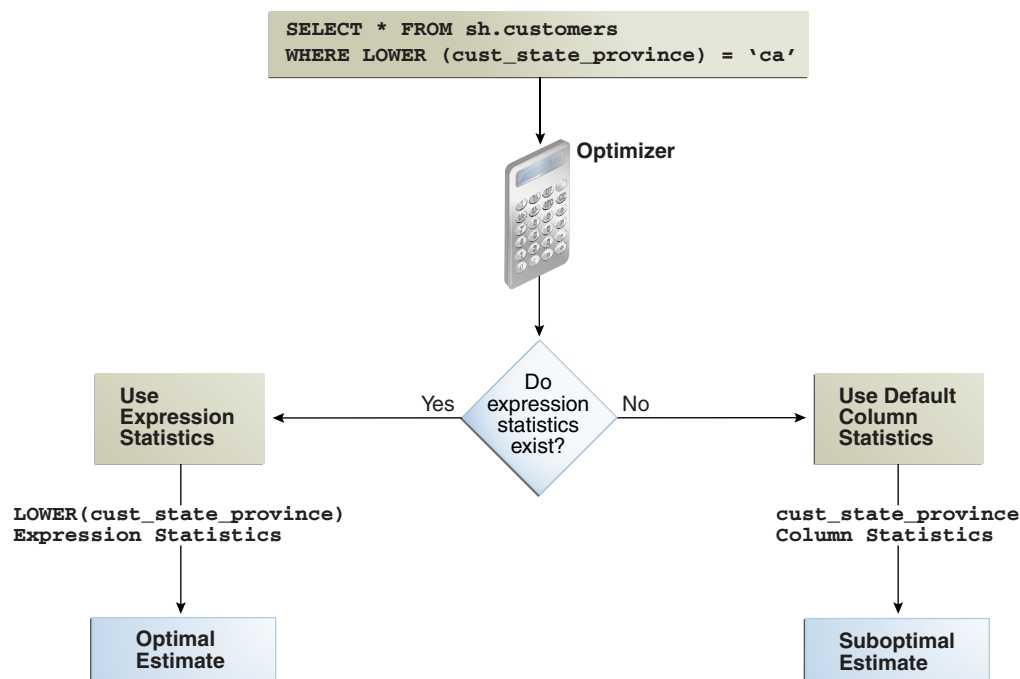 SELECT * FROM sh.customers
WHERE LOWER (cust_state_province) = ‘ca’
Optimizer
Do
expression
statistics
exist?
Yes
No
Use
Expression
Statistics
Use Default
Column
Statistics
LOWER(cust_state_province)
Expression Statistics
cust_state_province
Column Statistics
Optimal
Estimate
Suboptimal
Estimate